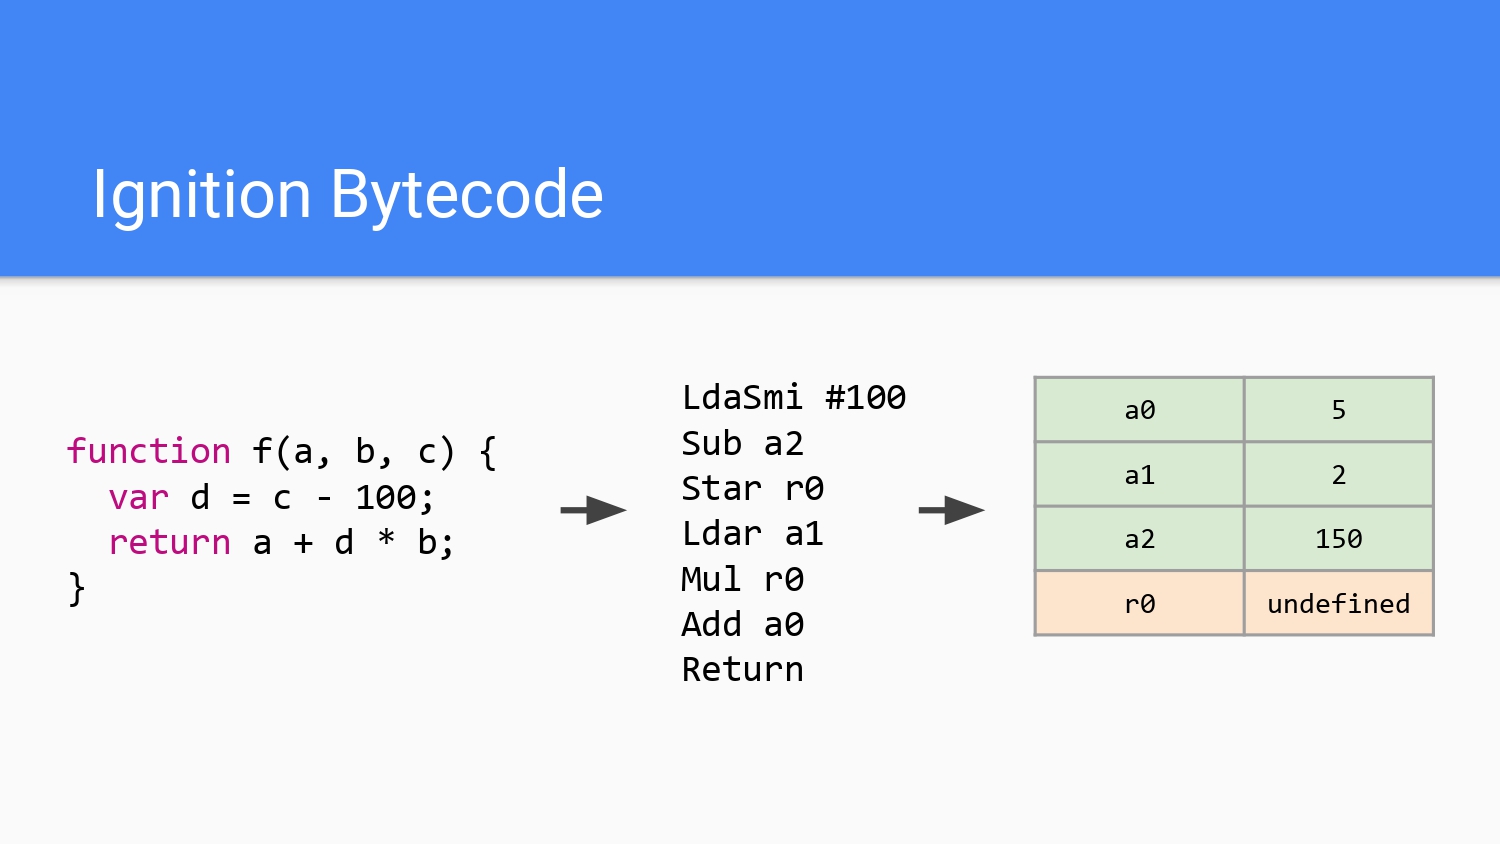 Ignition Bytecode
function f(a, b, c) {
  var d = c - 100;
  return a + d * b;
}
LdaSmi #100
Sub a2
Star r0
Ldar a1
Mul r0
Add a0
Return
a0 5
a1 2
a2 150
r0 undefined